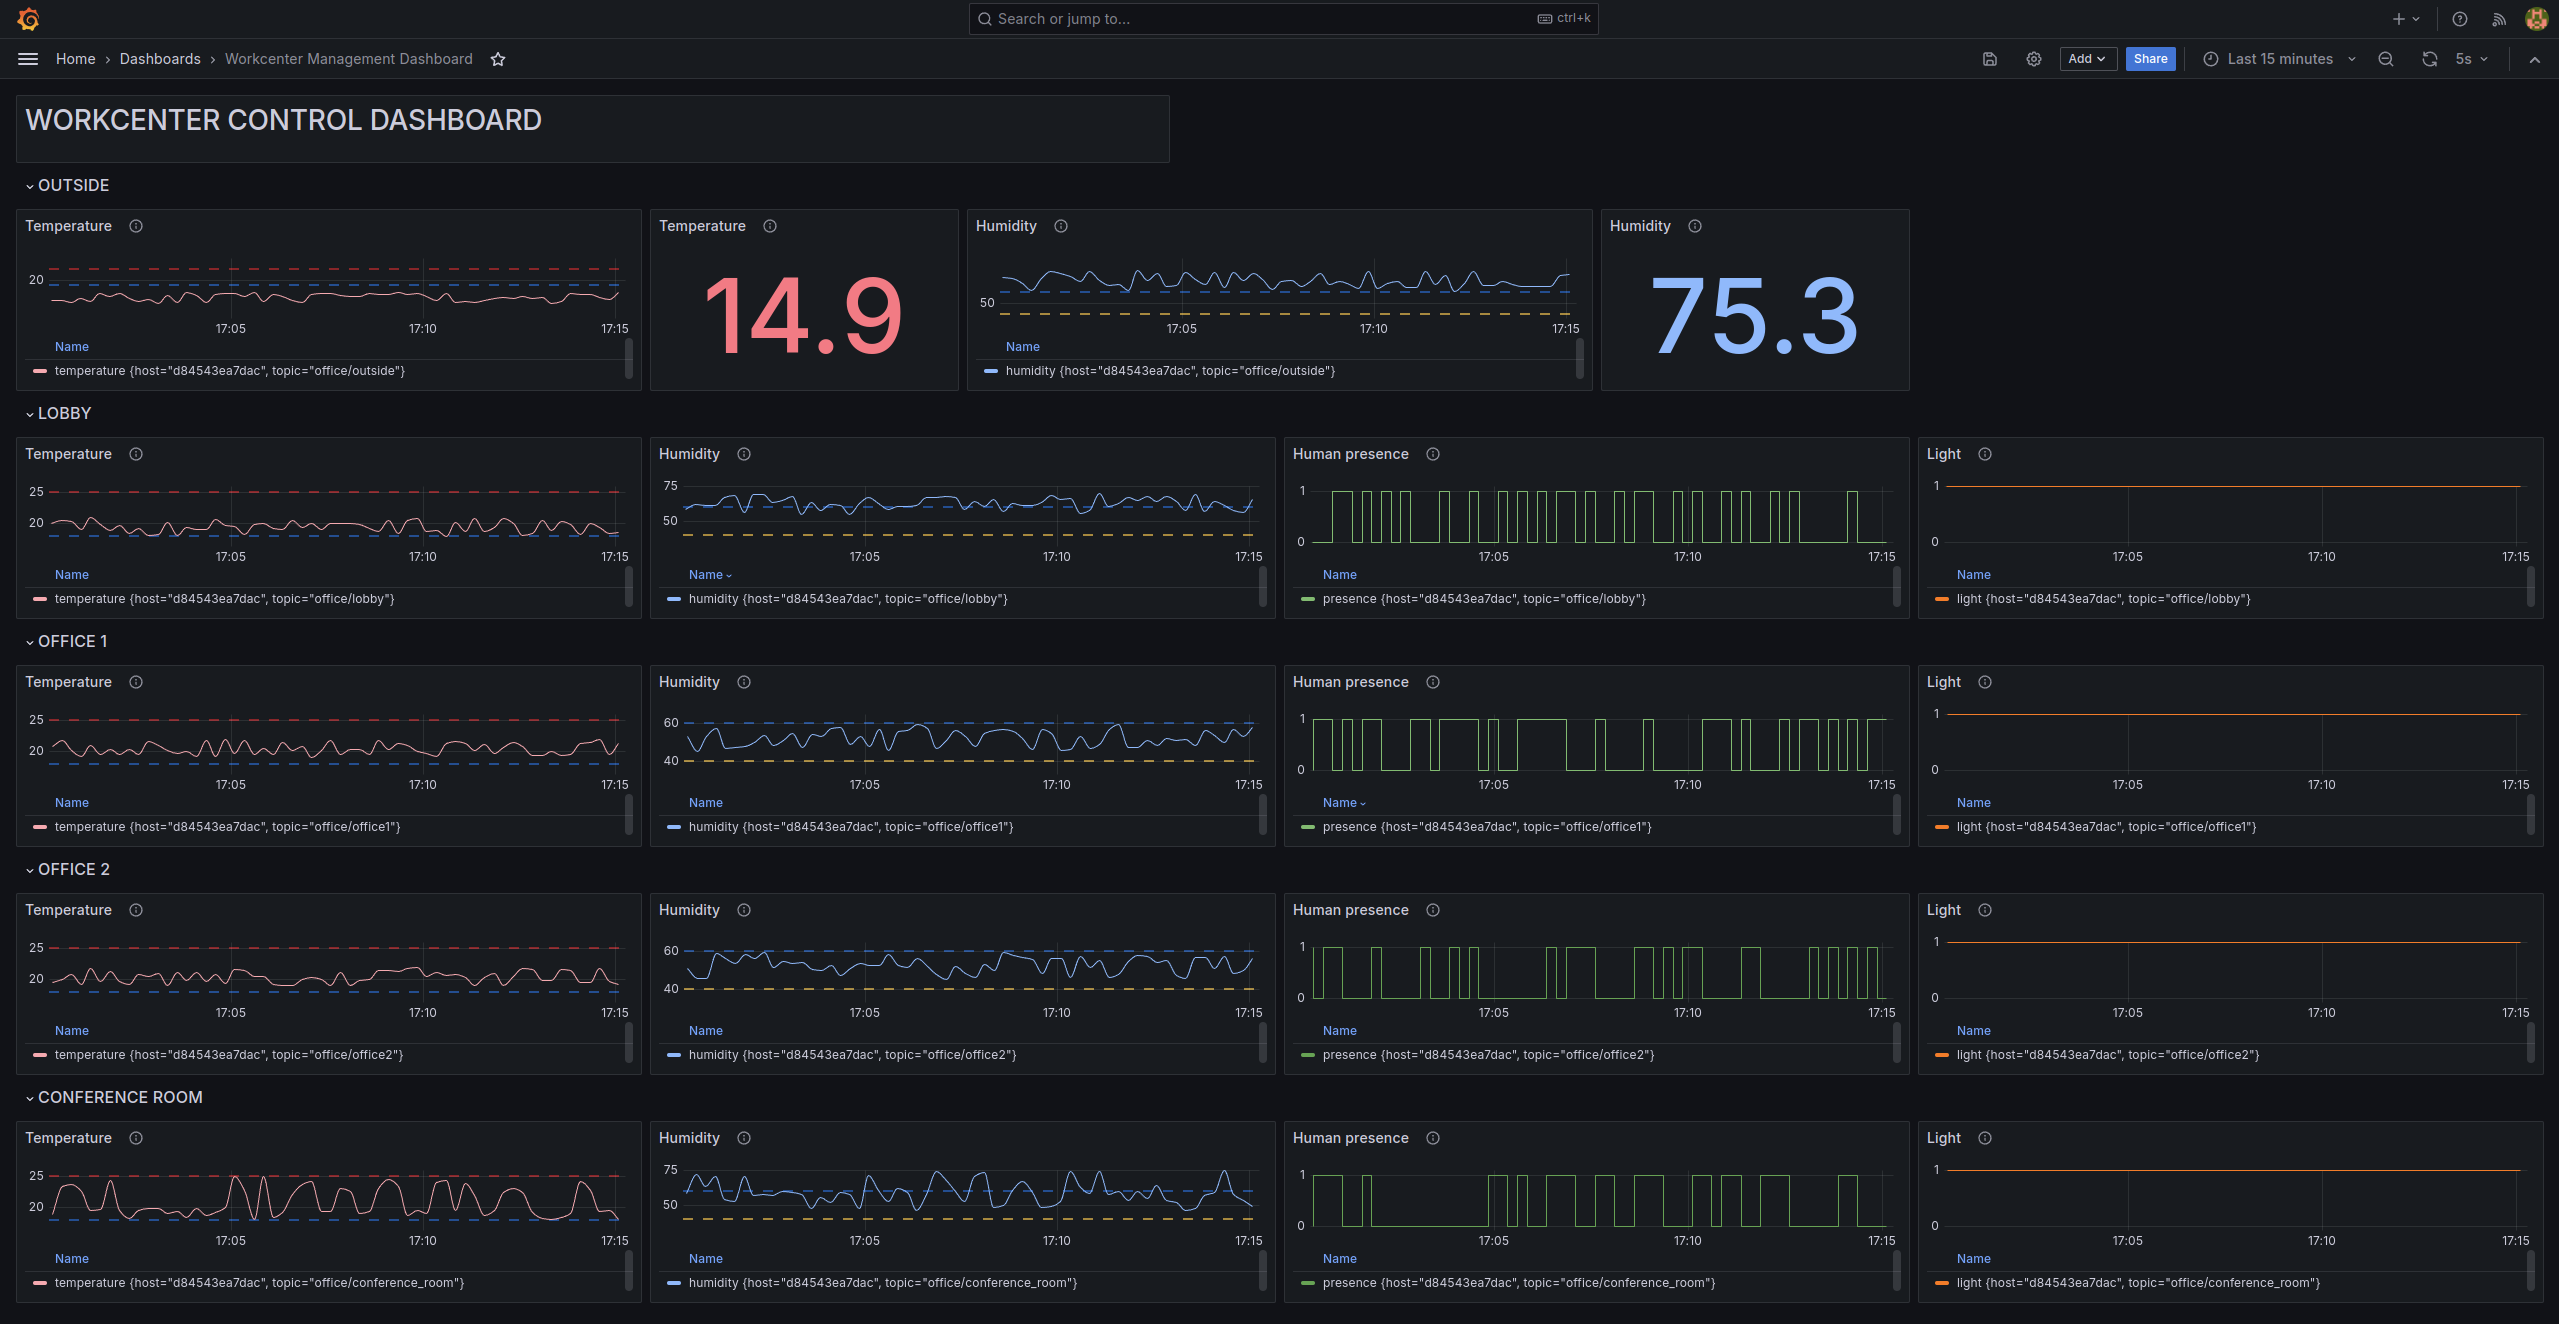 Search or jump to... ctrl+k
Home › Dashboards › Workcenter Management Dashboard
Add Share Last 15 minutes 5s
WORKCENTER CONTROL DASHBOARD
OUTSIDE
Temperature
20
17:05 17:10 17:15
Name
temperature {host="d84543ea7dac", topic="office/outside"}
Temperature
14.9
Humidity
50
17:05 17:10 17:15
Name
humidity {host="d84543ea7dac", topic="office/outside"}
Humidity
75.3
LOBBY
Temperature
25
20
17:05 17:10 17:15
Name
temperature {host="d84543ea7dac", topic="office/lobby"}
Humidity
75
50
17:05 17:10 17:15
Name
humidity {host="d84543ea7dac", topic="office/lobby"}
Human presence
1
0
17:05 17:10 17:15
Name
presence {host="d84543ea7dac", topic="office/lobby"}
Light
1
0
17:05 17:10 17:15
Name
light {host="d84543ea7dac", topic="office/lobby"}
OFFICE 1
Temperature
25
20
17:05 17:10 17:15
Name
temperature {host="d84543ea7dac", topic="office/office1"}
Humidity
60
40
17:05 17:10 17:15
Name
humidity {host="d84543ea7dac", topic="office/office1"}
Human presence
1
0
17:05 17:10 17:15
Name
presence {host="d84543ea7dac", topic="office/office1"}
Light
1
0
17:05 17:10 17:15
Name
light {host="d84543ea7dac", topic="office/office1"}
OFFICE 2
Temperature
25
20
17:05 17:10 17:15
Name
temperature {host="d84543ea7dac", topic="office/office2"}
Humidity
60
40
17:05 17:10 17:15
Name
humidity {host="d84543ea7dac", topic="office/office2"}
Human presence
1
0
17:05 17:10 17:15
Name
presence {host="d84543ea7dac", topic="office/office2"}
Light
1
0
17:05 17:10 17:15
Name
light {host="d84543ea7dac", topic="office/office2"}
CONFERENCE ROOM
Temperature
25
20
17:05 17:10 17:15
Name
temperature {host="d84543ea7dac", topic="office/conference_room"}
Humidity
75
50
17:05 17:10 17:15
Name
humidity {host="d84543ea7dac", topic="office/conference_room"}
Human presence
1
0
17:05 17:10 17:15
Name
presence {host="d84543ea7dac", topic="office/conference_room"}
Light
1
0
17:05 17:10 17:15
Name
light {host="d84543ea7dac", topic="office/conference_room"}